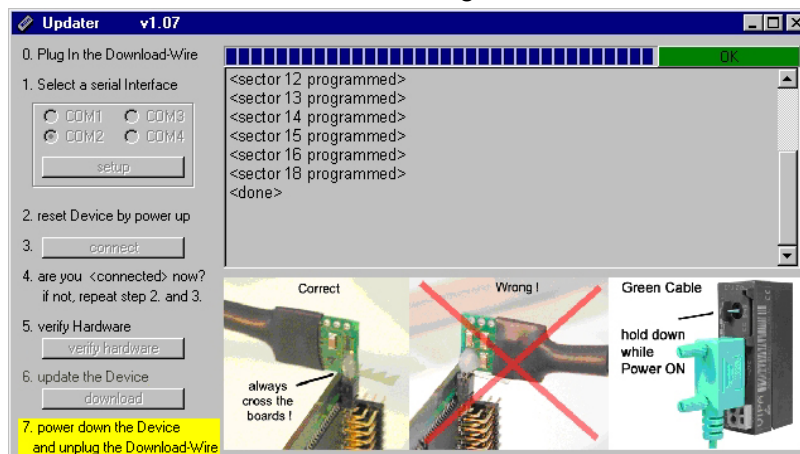 Updater v1.07
0. Plug In the Download-Wire
OK
1. Select a serial Interface
COM1 COM3
COM2 COM4
setup
2. reset Device by power up
3. connect
4. are you <connected> now?
if not, repeat step 2. and 3.
5. verify Hardware
verify hardware
6. update the Device
download
7. power down the Device
and unplug the Download-Wire
<sector 12 programmed>
<sector 13 programmed>
<sector 14 programmed>
<sector 15 programmed>
<sector 16 programmed>
<sector 18 programmed>
<done>
Correct
always
cross the
boards !
Wrong !
Green Cable
hold down
while
Power ON